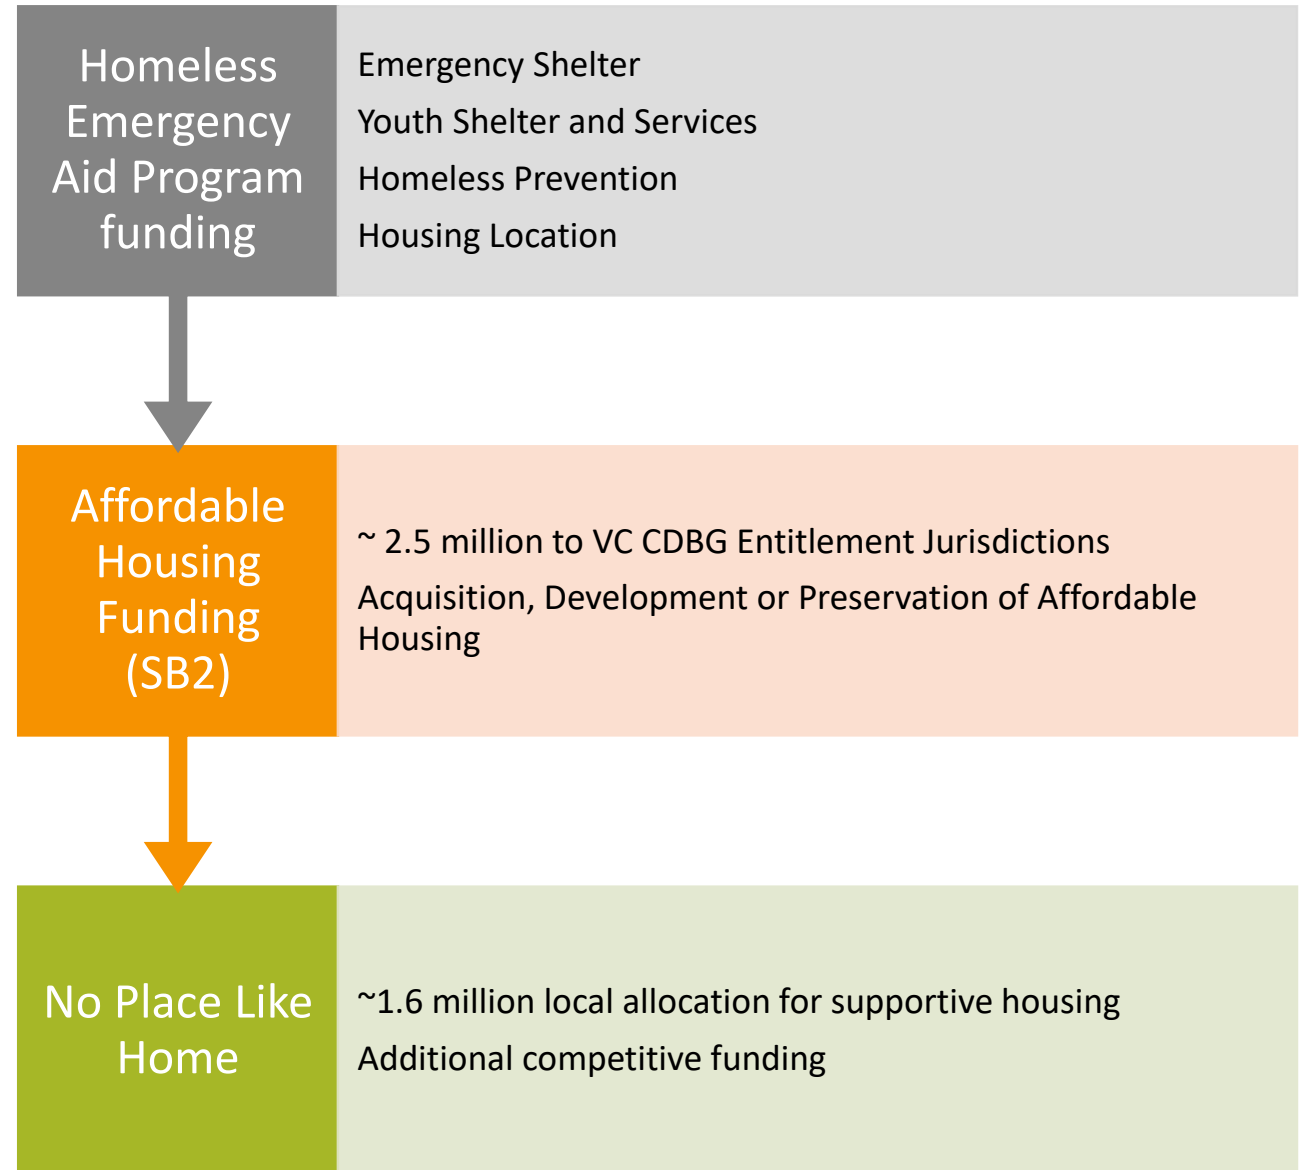 Homeless
Emergency
Aid Program
funding
Emergency Shelter
Youth Shelter and Services
Homeless Prevention
Housing Location
Affordable
Housing
Funding
(SB2)
~ 2.5 million to VC CDBG Entitlement Jurisdictions
Acquisition, Development or Preservation of Affordable
Housing
No Place Like
Home
~1.6 million local allocation for supportive housing
Additional competitive funding